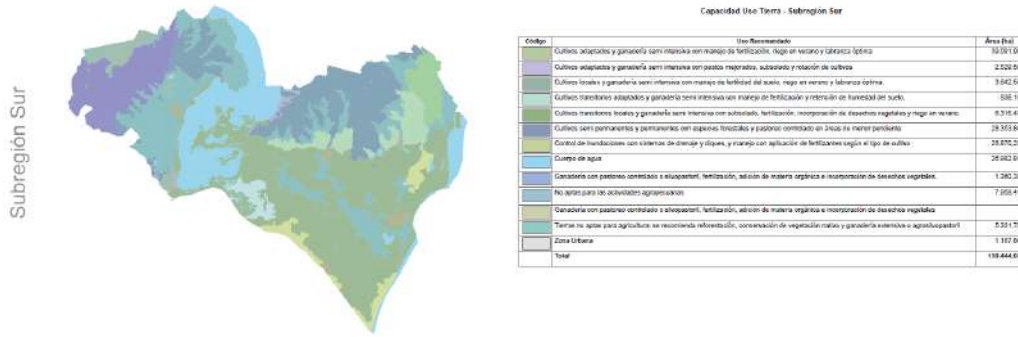 Subregión Sur
Capacidad Uso Tierra - Subregión Sur
Código Uso Recomendado Área (ha)
Cultivos adaptados y ganadería semi intensiva con manejo de fertilización, riego en verano y labranza óptima
Cultivos adaptados y ganadería semi intensiva con pastos mejorados, subsolado y rotación de cultivos
Cultivos locales y ganadería semi intensiva con manejo de fertilidad del suelo, riego en verano y labranza óptima.
Cultivos transitorios adaptados y ganadería semi intensiva con manejo de fertilización y retención de humedad del suelo.
Cultivos transitorios locales y ganadería semi intensiva con subsolado, fertilización, incorporación de desechos vegetales y riego en verano.
Cultivos semi permanentes y permanentes con especies forestales y pastoreo controlado en áreas de menor pendiente
Control de inundaciones con sistemas de drenaje y diques, y manejo con aplicación de fertilizantes según el tipo de cultivo
Cuerpo de agua
Ganadería con pastoreo controlado o silvopastoril, fertilización, adición de materia orgánica e incorporación de desechos vegetales.
No aptas para las actividades agropecuarias
Ganadería con pastoreo controlado o silvopastoril, fertilización, adición de materia orgánica e incorporación de desechos vegetales
Tierras no aptas para agricultura; se recomienda reforestación, conservación de vegetación nativa y ganadería extensiva o agrosilvopastoril
Zona Urbana
Total